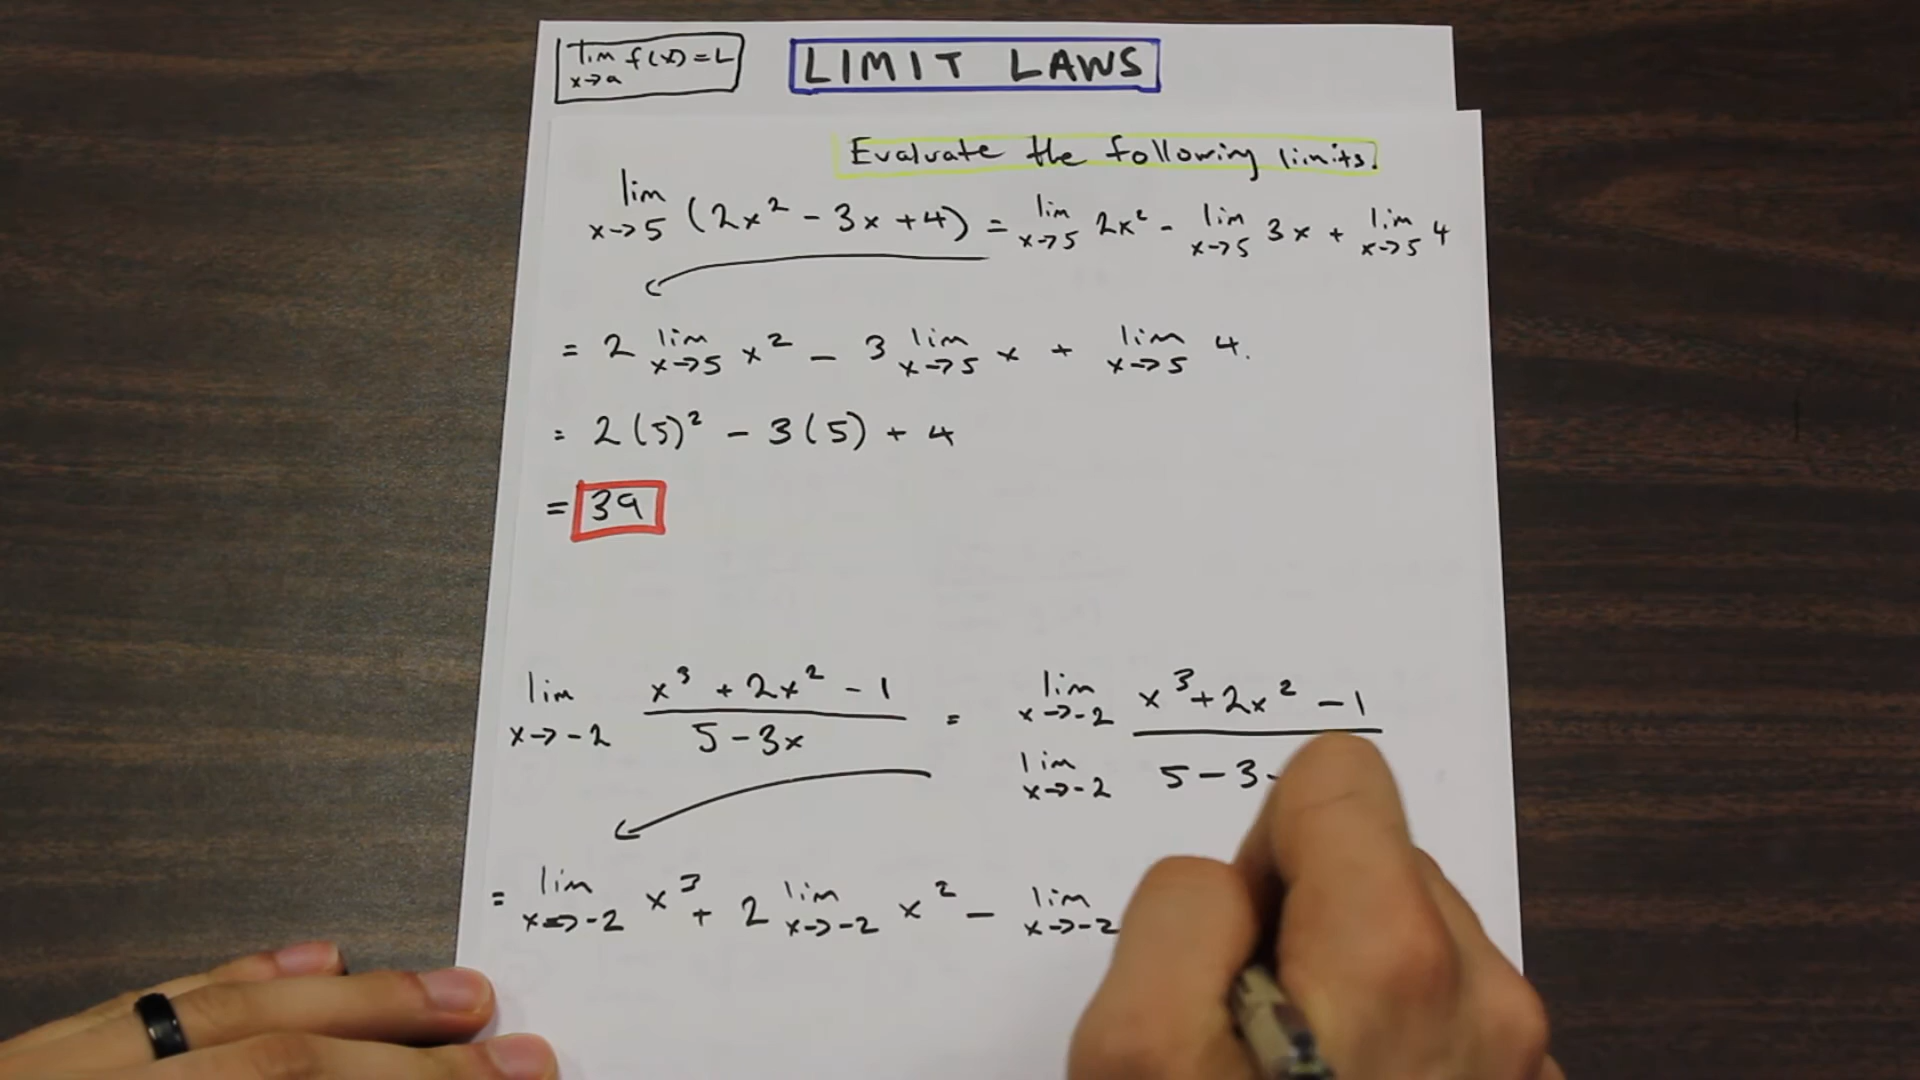 lim x→a f(x) = L
LIMIT LAWS
Evaluate the following limits.
lim x→5 (2x² - 3x + 4) = lim x→5 2x² - lim x→5 3x + lim x→5 4
= 2 lim x→5 x² - 3 lim x→5 x + lim x→5 4.
= 2(5)² - 3(5) + 4
= 39
lim x→-2 (x³ + 2x² - 1) / (5 - 3x) = lim x→-2 x³ + 2x² - 1
lim x→-2 5 - 3
= lim x→-2 x³ + 2 lim x→-2 x² - lim x→-2